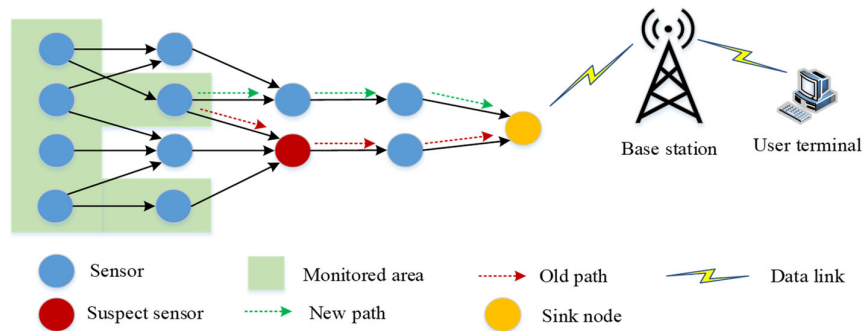 Base station
User terminal
Sensor
Monitored area
Old path
Data link
Suspect sensor
New path
Sink node